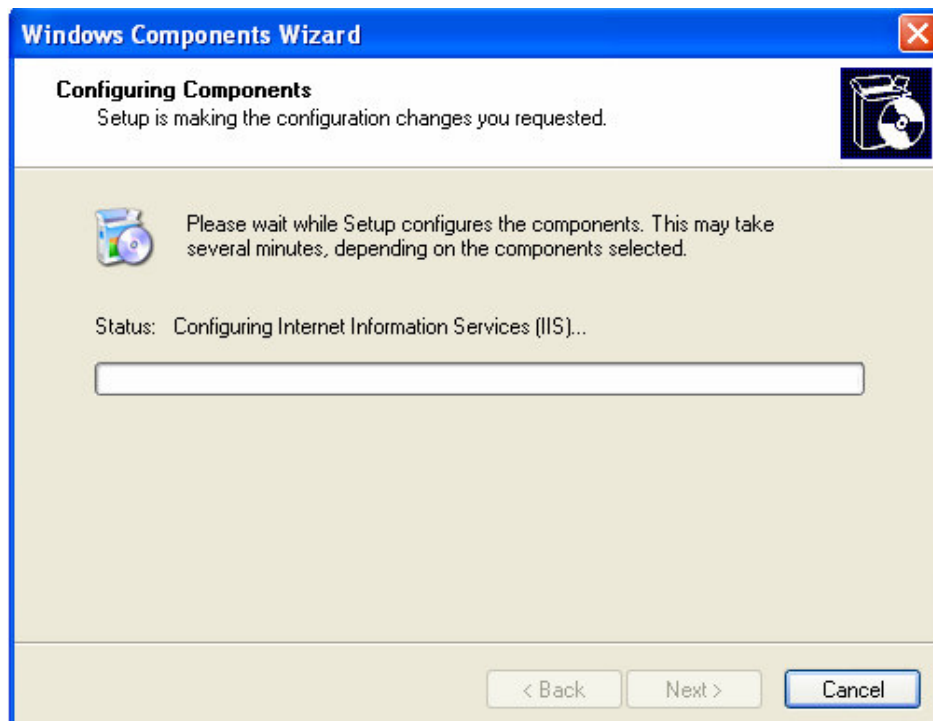 Windows Components Wizard
Configuring Components
Setup is making the configuration changes you requested.
Please wait while Setup configures the components. This may take
several minutes, depending on the components selected.
Status: Configuring Internet Information Services (IIS)...
< Back Next > Cancel